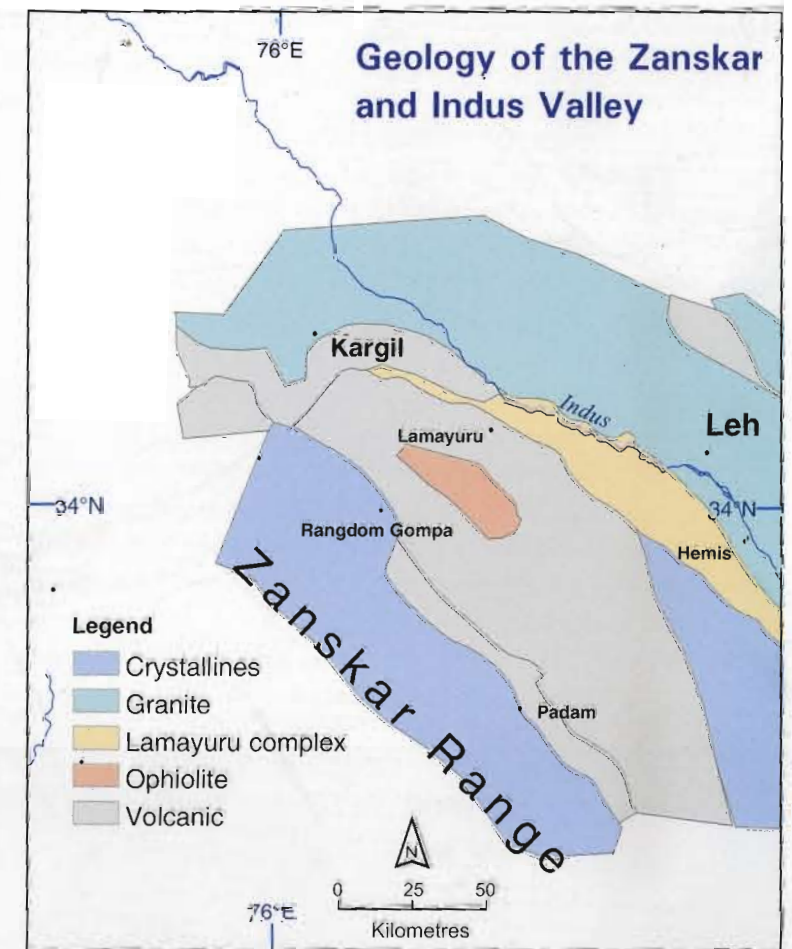 76°E
Geology of the Zanskar
and Indus Valley
Kargil
Indus
Leh
Lamayuru
34°N
34°N
Rangdom Gompa
Hemis
Zanskar Range
Padam
Legend
Crystallines
Granite
Lamayuru complex
Ophiolite
Volcanic
N
0 25 50
Kilometres
76°E